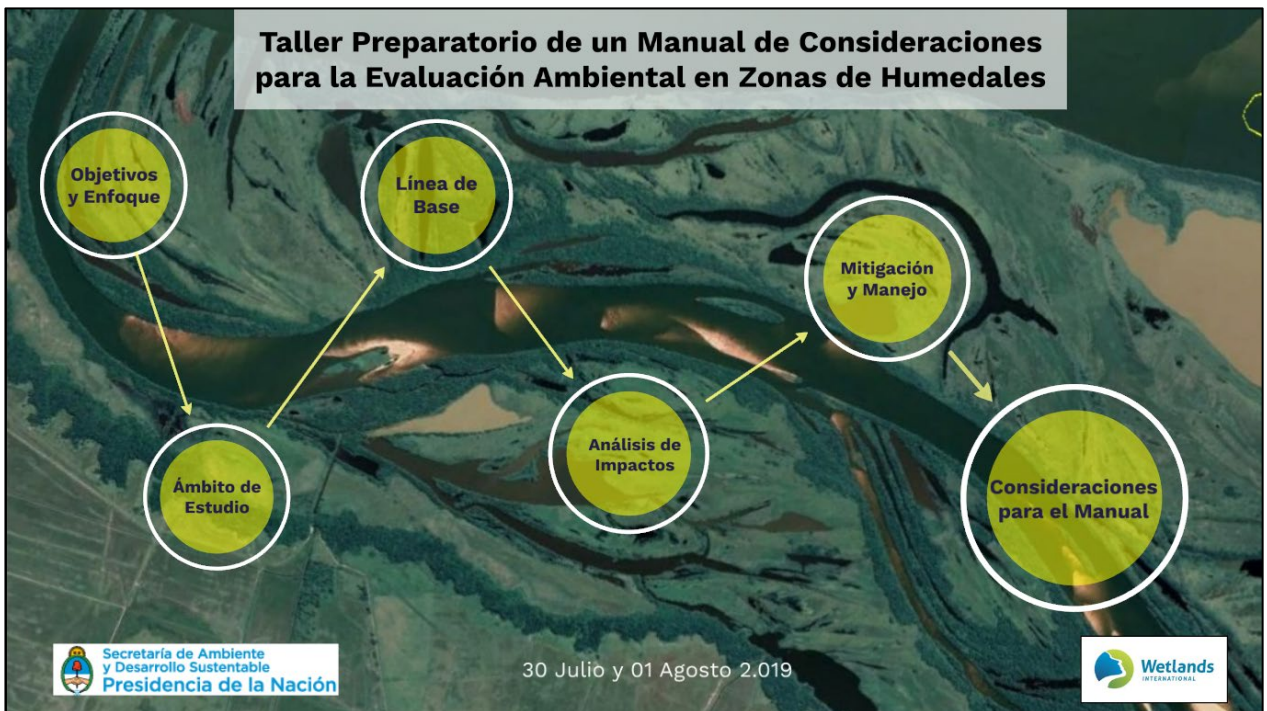 Taller Preparatorio de un Manual de Consideraciones
para la Evaluación Ambiental en Zonas de Humedales
Objetivos
y Enfoque
Ámbito de
Estudio
Línea de
Base
Análisis de
Impactos
Mitigación
y Manejo
Consideraciones
para el Manual
Secretaría de Ambiente
y Desarrollo Sustentable
Presidencia de la Nación
30 Julio y 01 Agosto 2.019
Wetlands
INTERNATIONAL